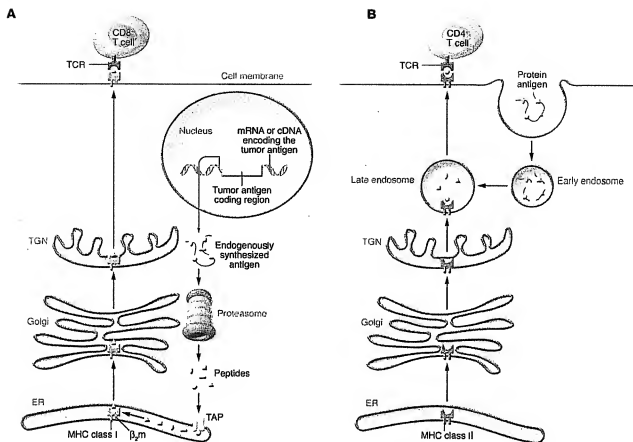 A
CD8
T cell
TCR
Cell membrane
Nucleus
mRNA or cDNA
encoding the
tumor antigen
Tumor antigen
coding region
TGN
Endogenously
synthesized
antigen
Golgi
Proteasome
Peptides
ER
TAP
MHC class I
β₂m
B
CD4
T cell
TCR
Protein
antigen
Late endosome
Early endosome
TGN
Golgi
ER
MHC class II